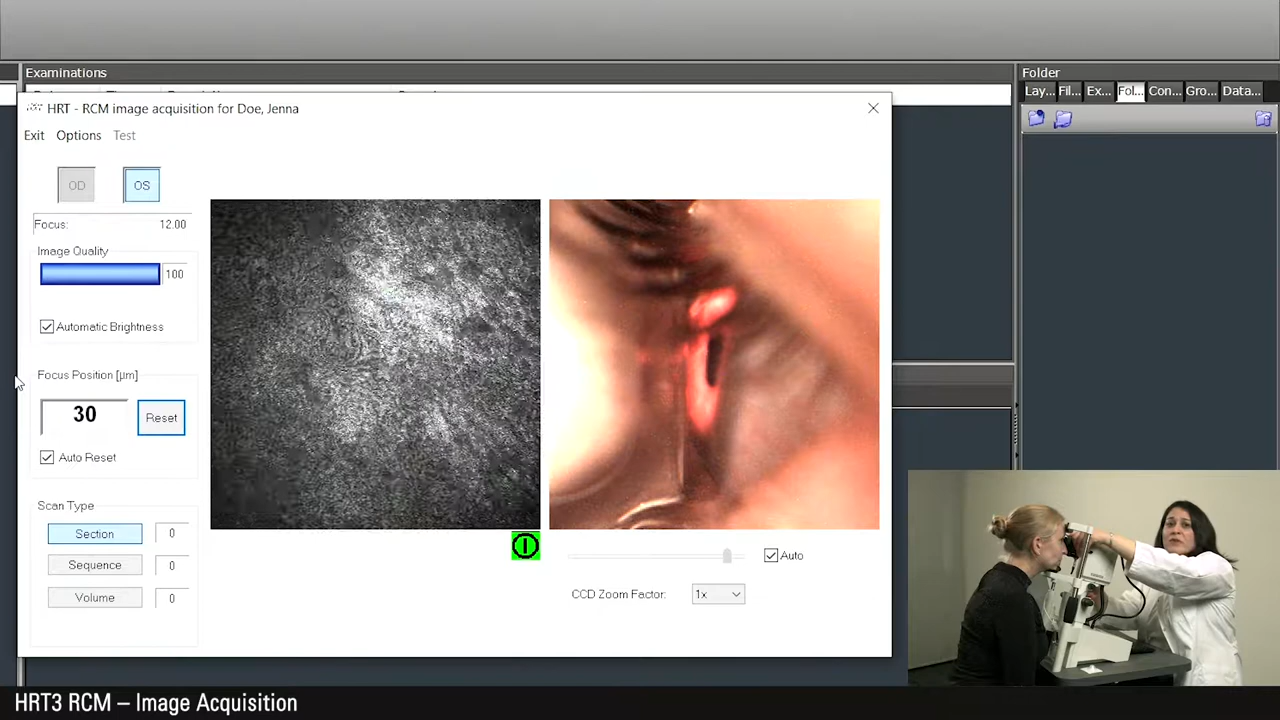 Examinations
Folder
Lay... Fil... Ex... Fol... Con... Gro... Data...
HRT - RCM image acquisition for Doe, Jenna
Exit Options Test
OD OS
Focus: 12.00
Image Quality
100
Automatic Brightness
Focus Position [µm]
30 Reset
Auto Reset
Scan Type
Section 0
Sequence 0
Volume 0
Auto
CCD Zoom Factor: 1x
HRT3 RCM – Image Acquisition